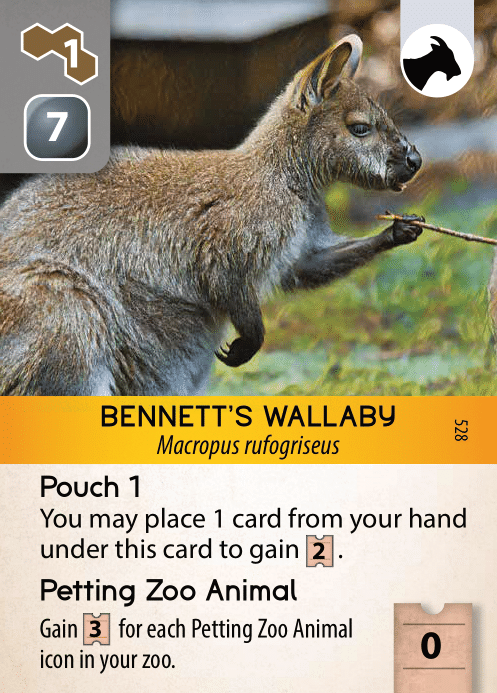 1
7
BENNETT'S WALLABY
Macropus rufogriseus
528
Pouch 1
You may place 1 card from your hand
under this card to gain 2.
Petting Zoo Animal
Gain 3 for each Petting Zoo Animal
icon in your zoo.
0